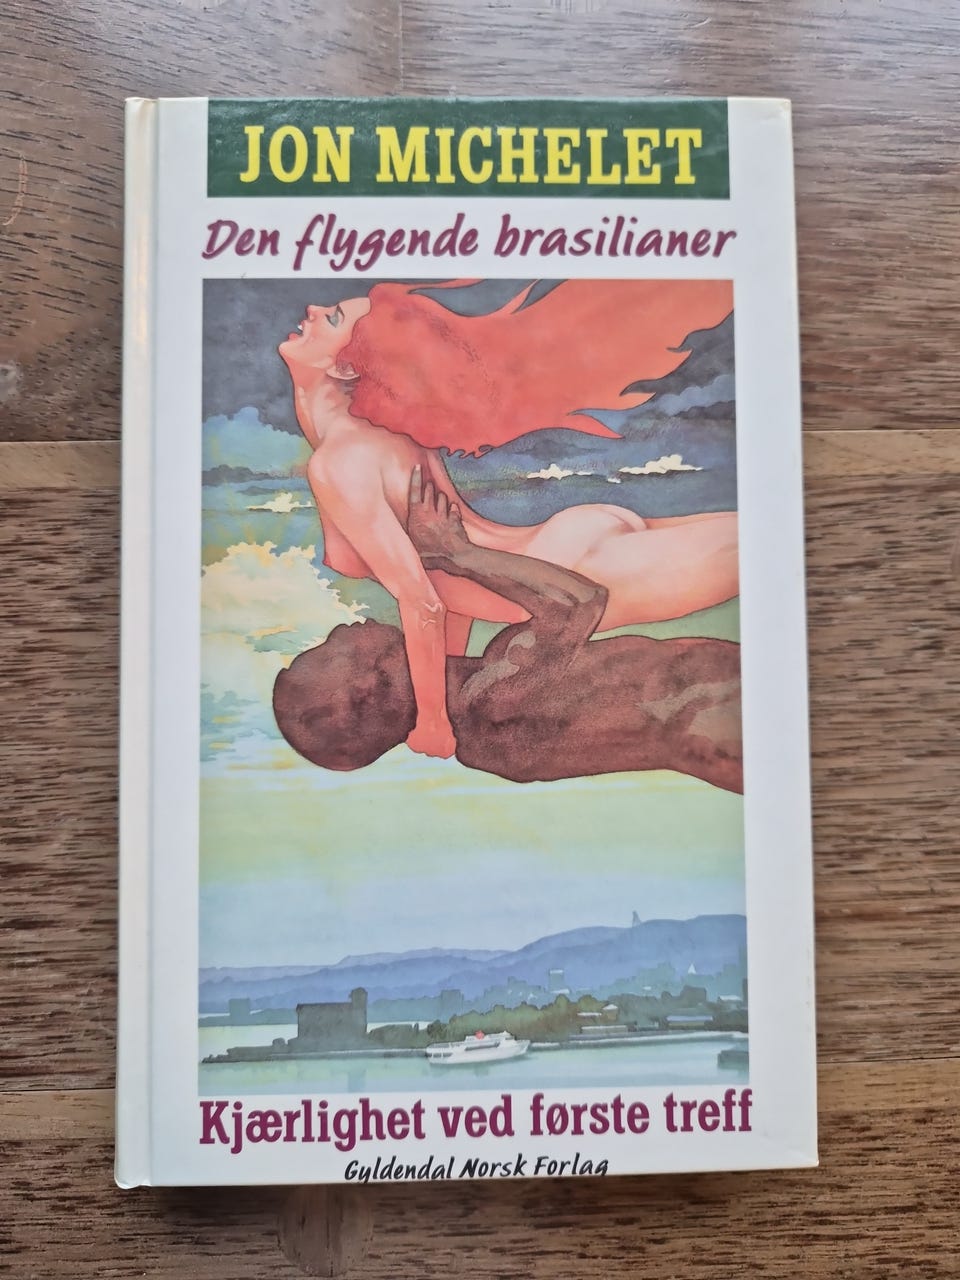 JON MICHELET
Den flygende brasilianer
Kjærlighet ved første treff
Gyldendal Norsk Forlag